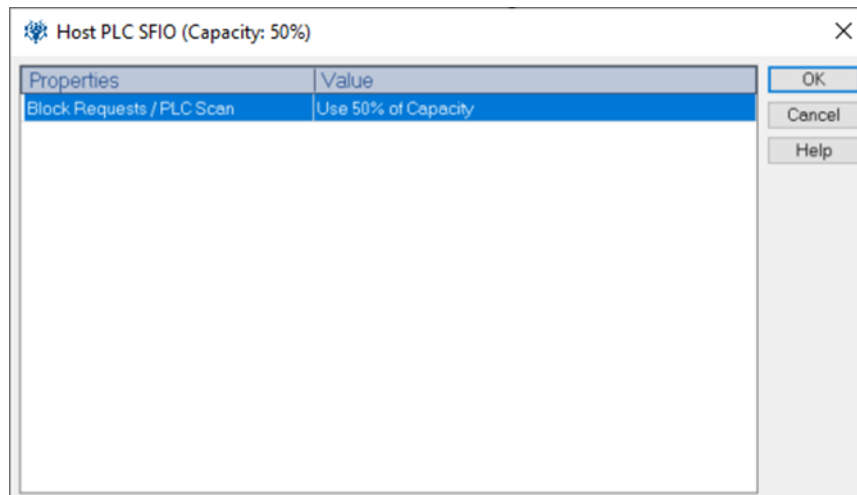 Host PLC SFIO (Capacity: 50%)
Properties Value OK
Block Requests / PLC Scan Use 50% of Capacity
Cancel
Help